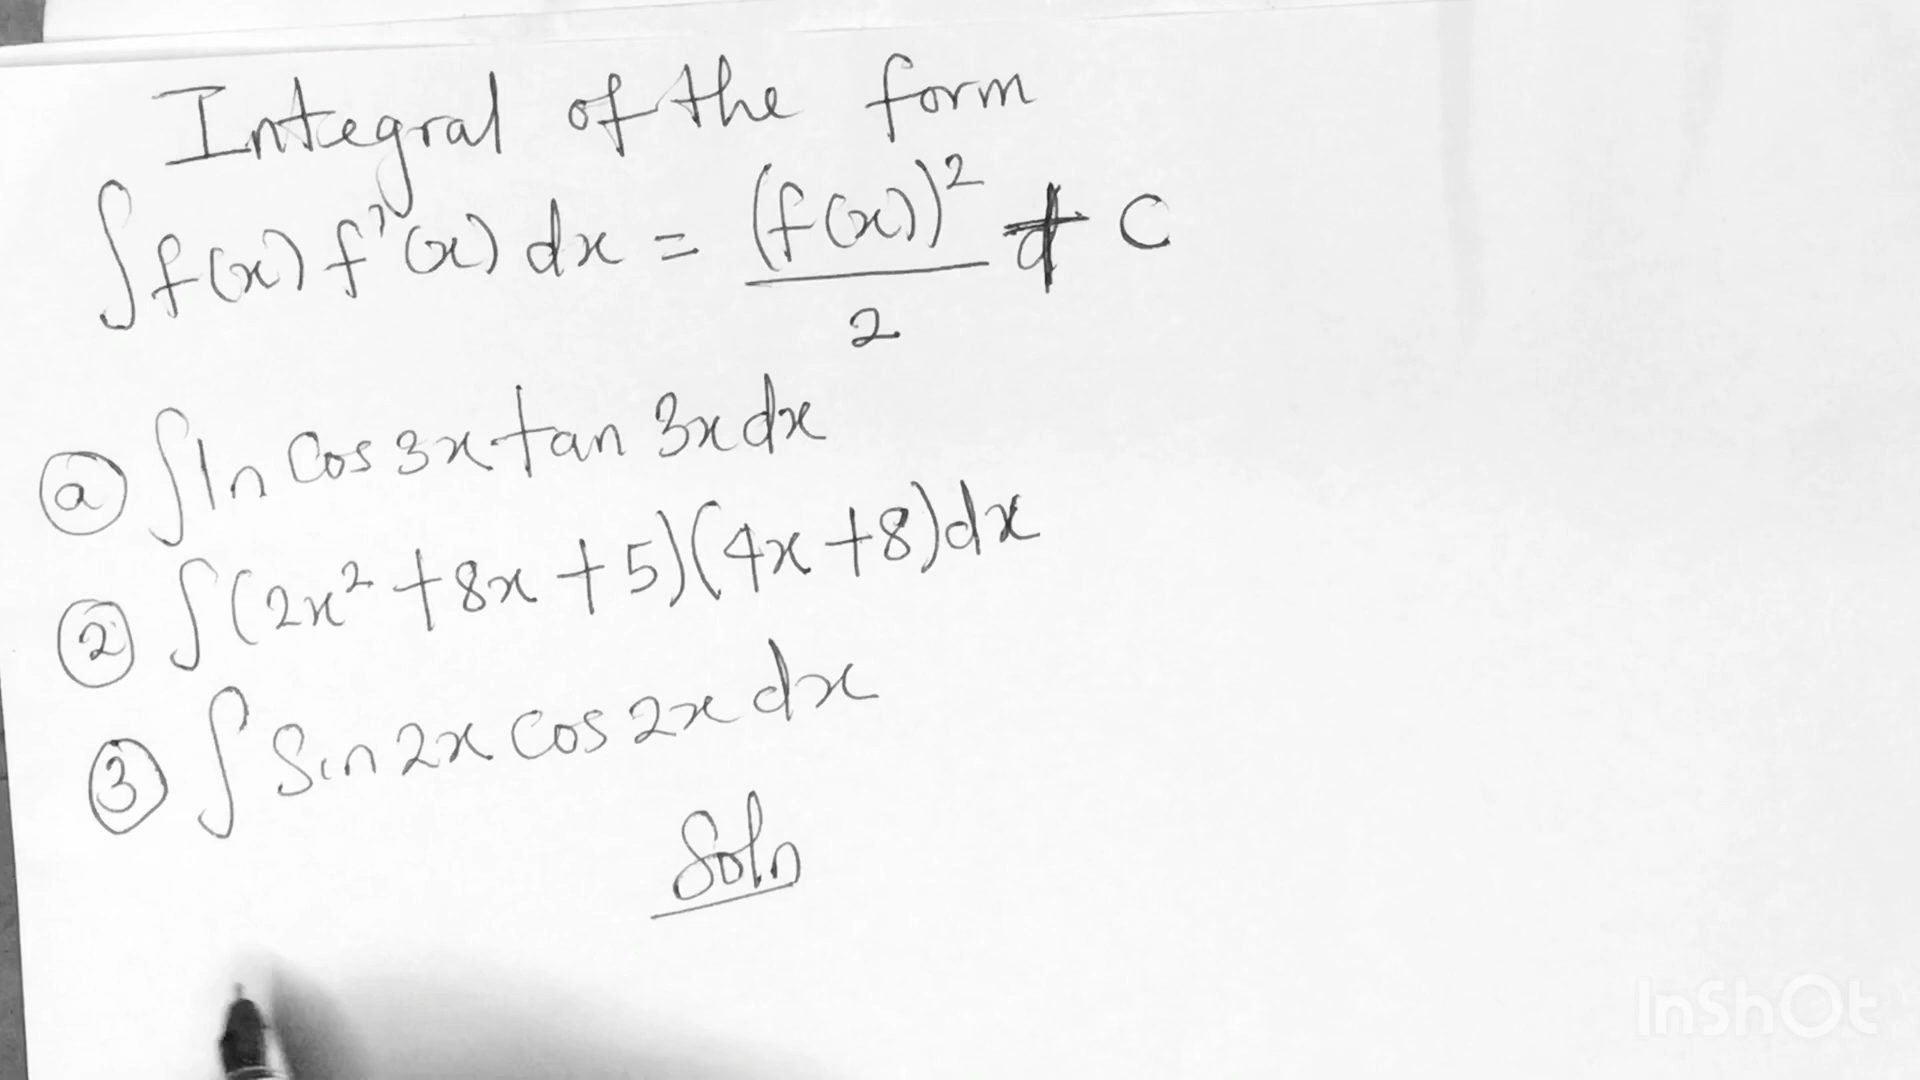 Integral of the form
∫f(x) f'(x) dx = (f(x))²/2 + C
ⓐ ∫ln Cos 3x tan 3x dx
② ∫(2x² + 8x + 5)(4x + 8)dx
③ ∫ Sin 2x Cos 2x dx
Soln
InShOt